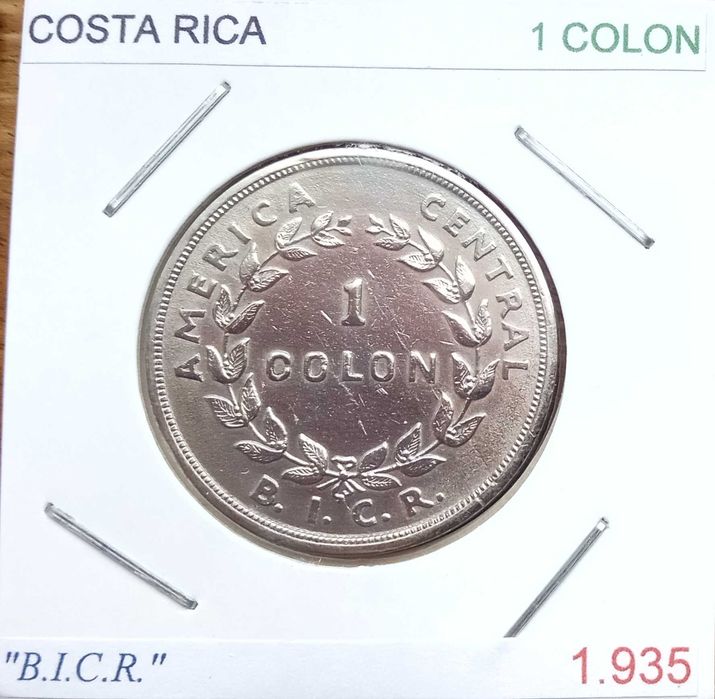 COSTA RICA
1 COLON
AMERICA CENTRAL
1
COLON
B.I.C.R.
"B.I.C.R."
1.935